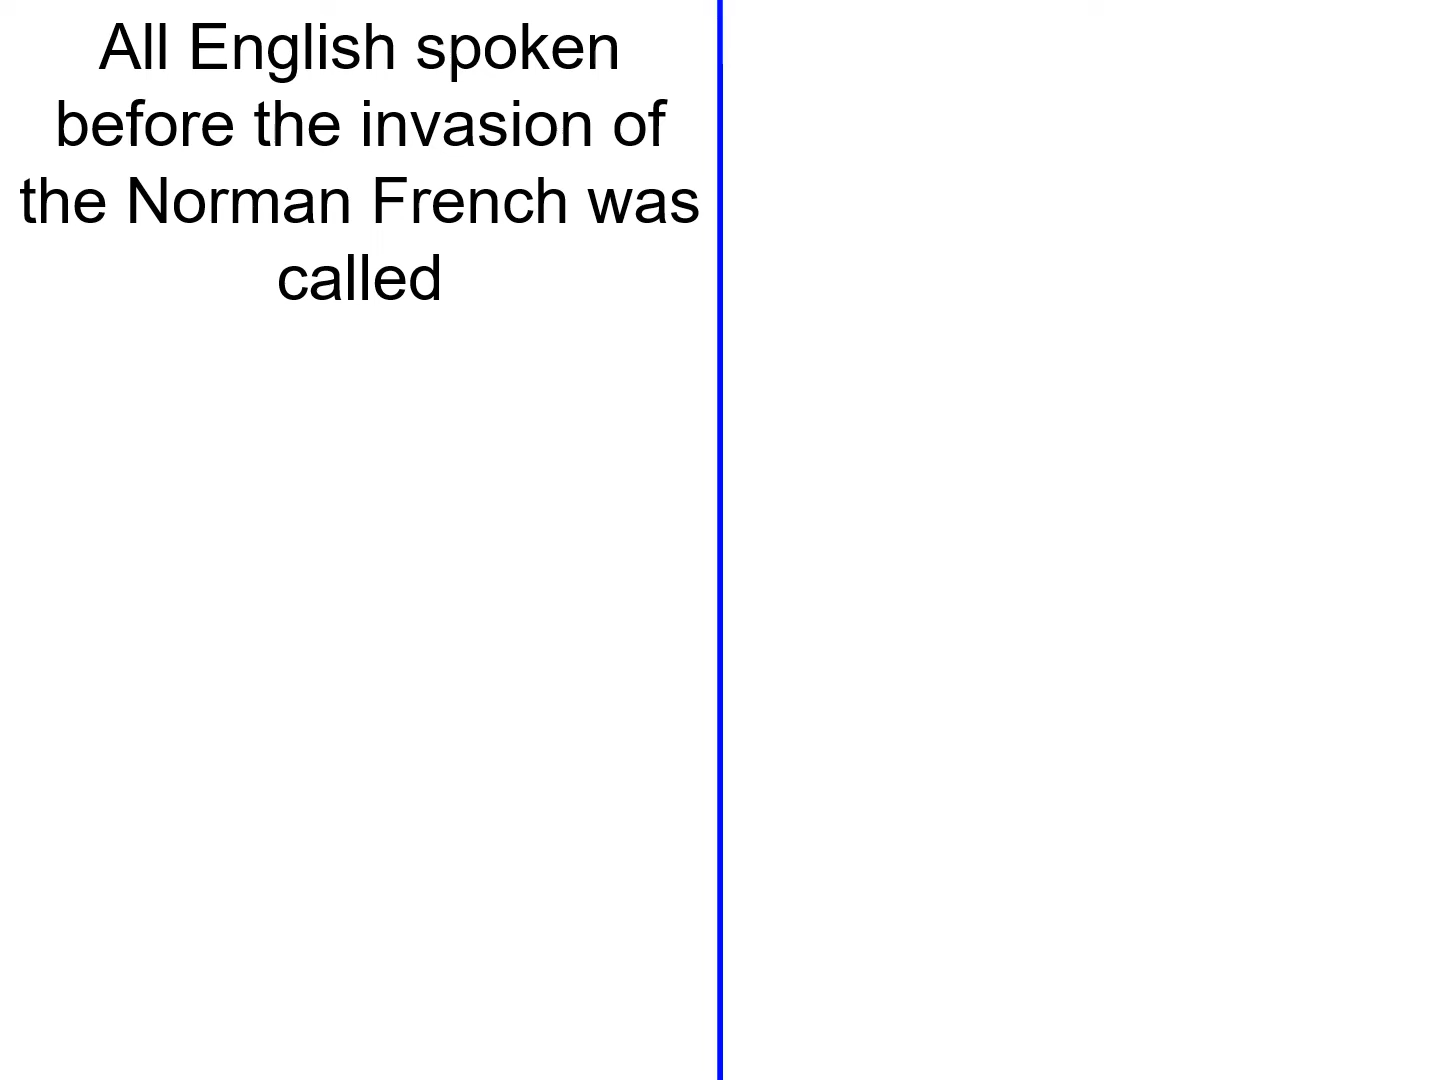 All English spoken
before the invasion of
the Norman French was
called